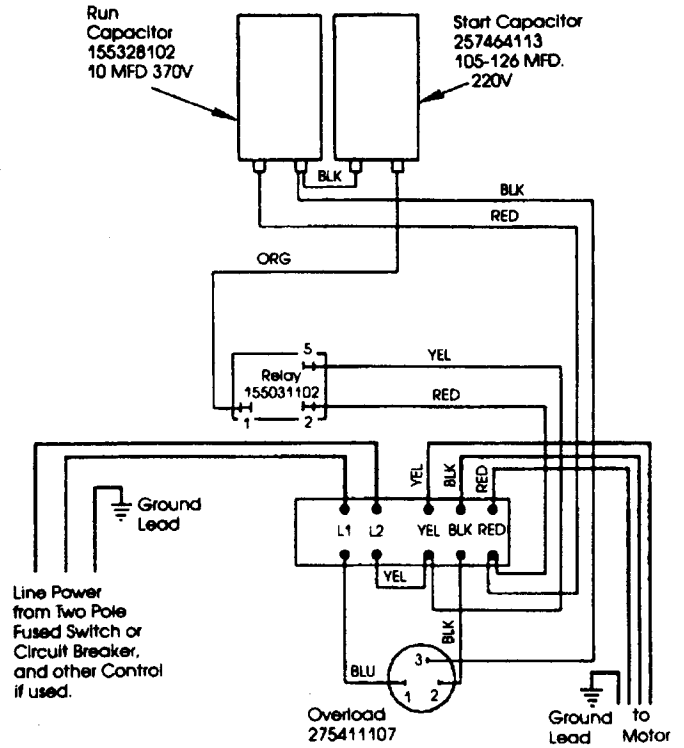 Run
Capacitor
155328102
10 MFD 370V
Start Capacitor
257464113
105-126 MFD.
220V
BLK
BLK
RED
ORG
5
YEL
Relay
155031102
RED
1
2
YEL
BLK
RED
Ground
Lead
L1 L2 YEL BLK RED
YEL
Line Power
from Two Pole
Fused Switch or
Circuit Breaker,
and other Control
if used.
BLK
3
BLU
1
2
Overload
275411107
Ground
Lead
to
Motor